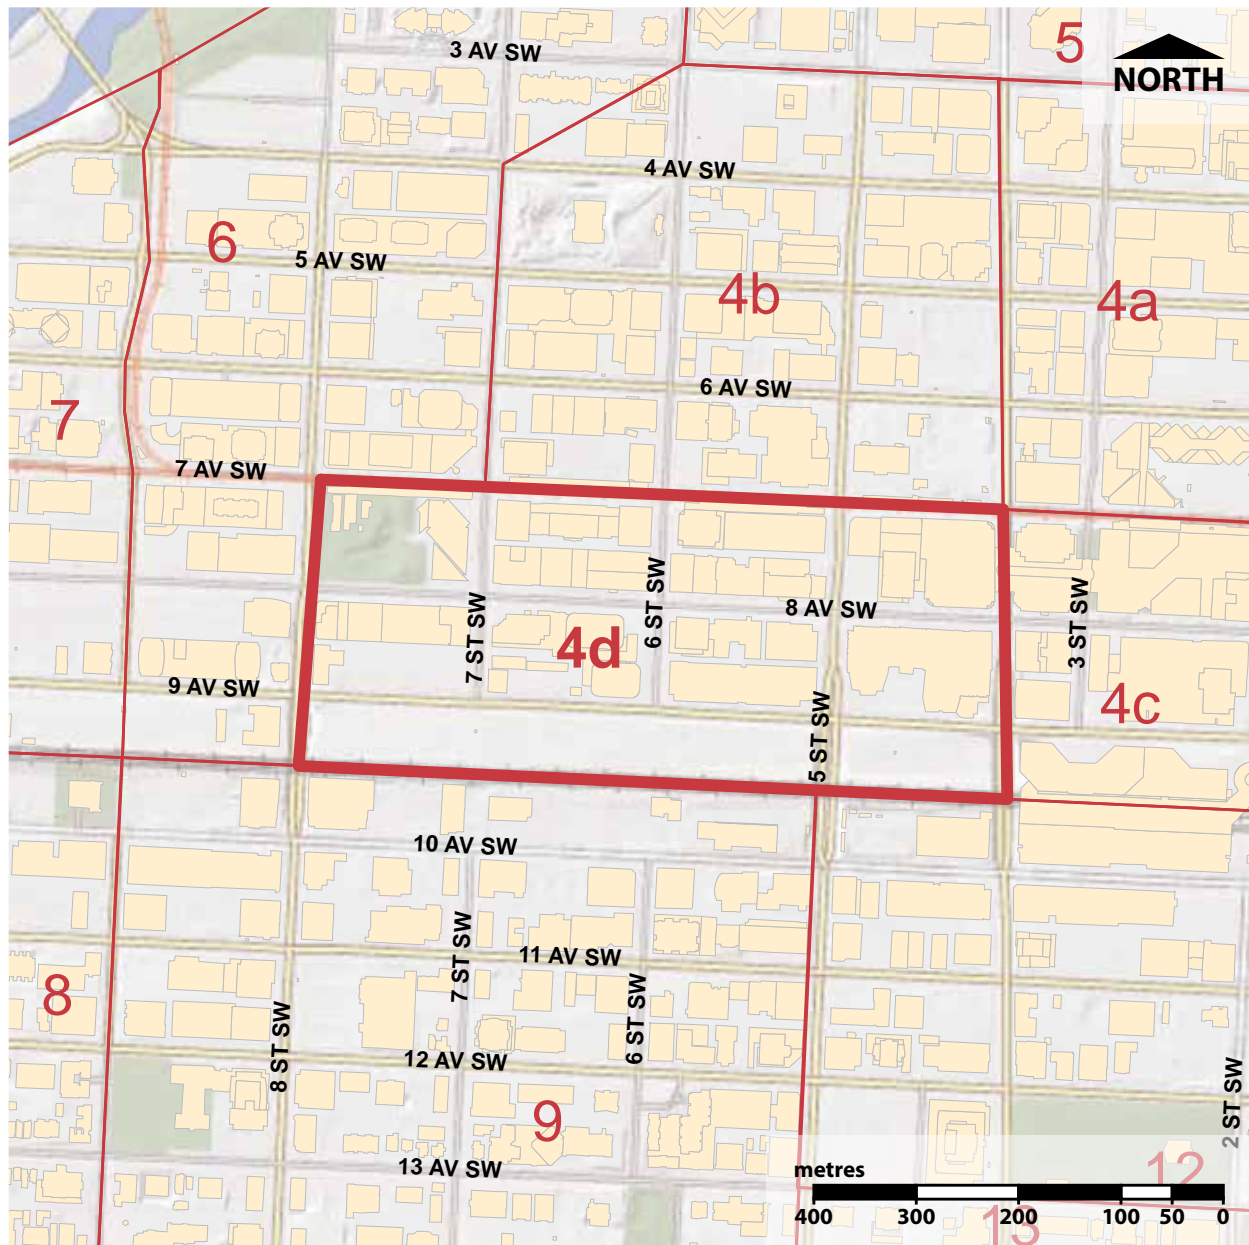 3 AV SW
5
NORTH
4 AV SW
6
5 AV SW
4b
4a
6 AV SW
7
7 AV SW
6 ST SW
7 ST SW
8 AV SW
3 ST SW
4d
9 AV SW
5 ST SW
4c
10 AV SW
7 ST SW
11 AV SW
8
6 ST SW
8 ST SW
12 AV SW
2 ST SW
9
13 AV SW
metres
12
400 300 200 100 50 0
13